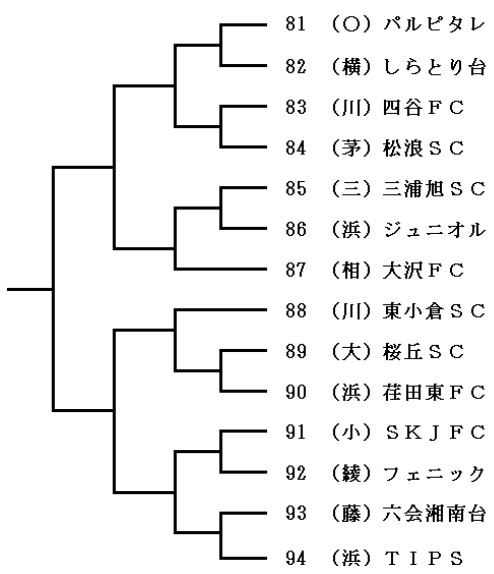 81 (〇) パルピタレ
82 (横) しらとり台
83 (川) 四谷ＦＣ
84 (茅) 松浪ＳＣ
85 (三) 三浦旭ＳＣ
86 (浜) ジュニオル
87 (相) 大沢ＦＣ
88 (川) 東小倉ＳＣ
89 (大) 桜丘ＳＣ
90 (浜) 荏田東ＦＣ
91 (小) ＳＫＪＦＣ
92 (綾) フェニック
93 (藤) 六会湘南台
94 (浜) ＴＩＰＳ